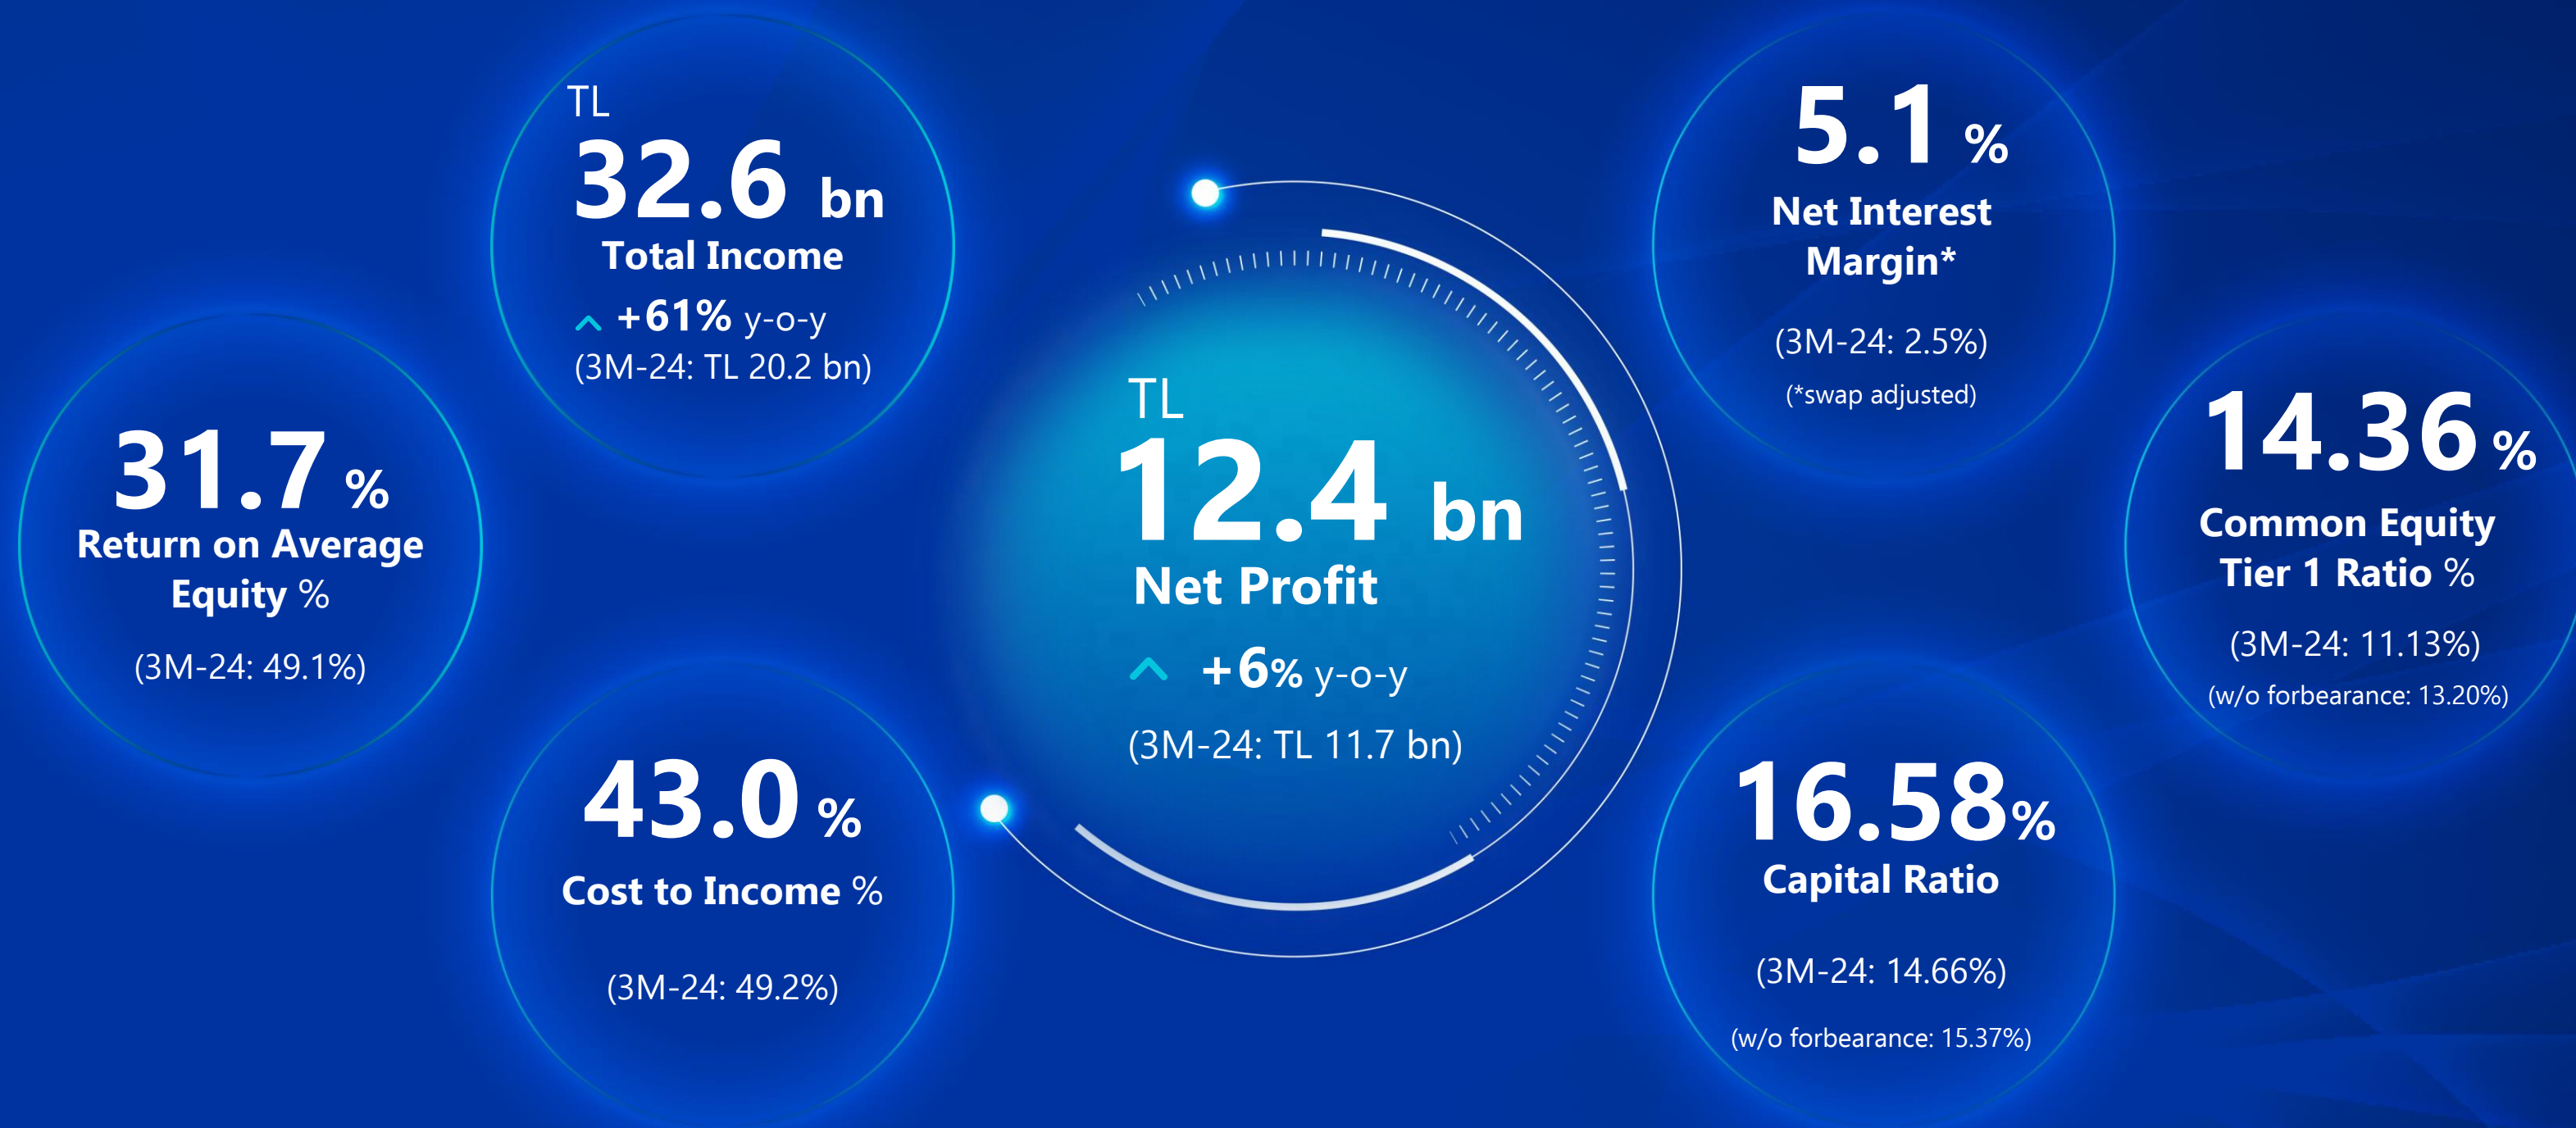 TL
32.6 bn
Total Income
+61% y-o-y
(3M-24: TL 20.2 bn)
31.7 %
Return on Average
Equity %
(3M-24: 49.1%)
43.0 %
Cost to Income %
(3M-24: 49.2%)
TL
12.4 bn
Net Profit
+6% y-o-y
(3M-24: TL 11.7 bn)
5.1 %
Net Interest
Margin*
(3M-24: 2.5%)
(*swap adjusted)
14.36 %
Common Equity
Tier 1 Ratio %
(3M-24: 11.13%)
(w/o forbearance: 13.20%)
16.58%
Capital Ratio
(3M-24: 14.66%)
(w/o forbearance: 15.37%)